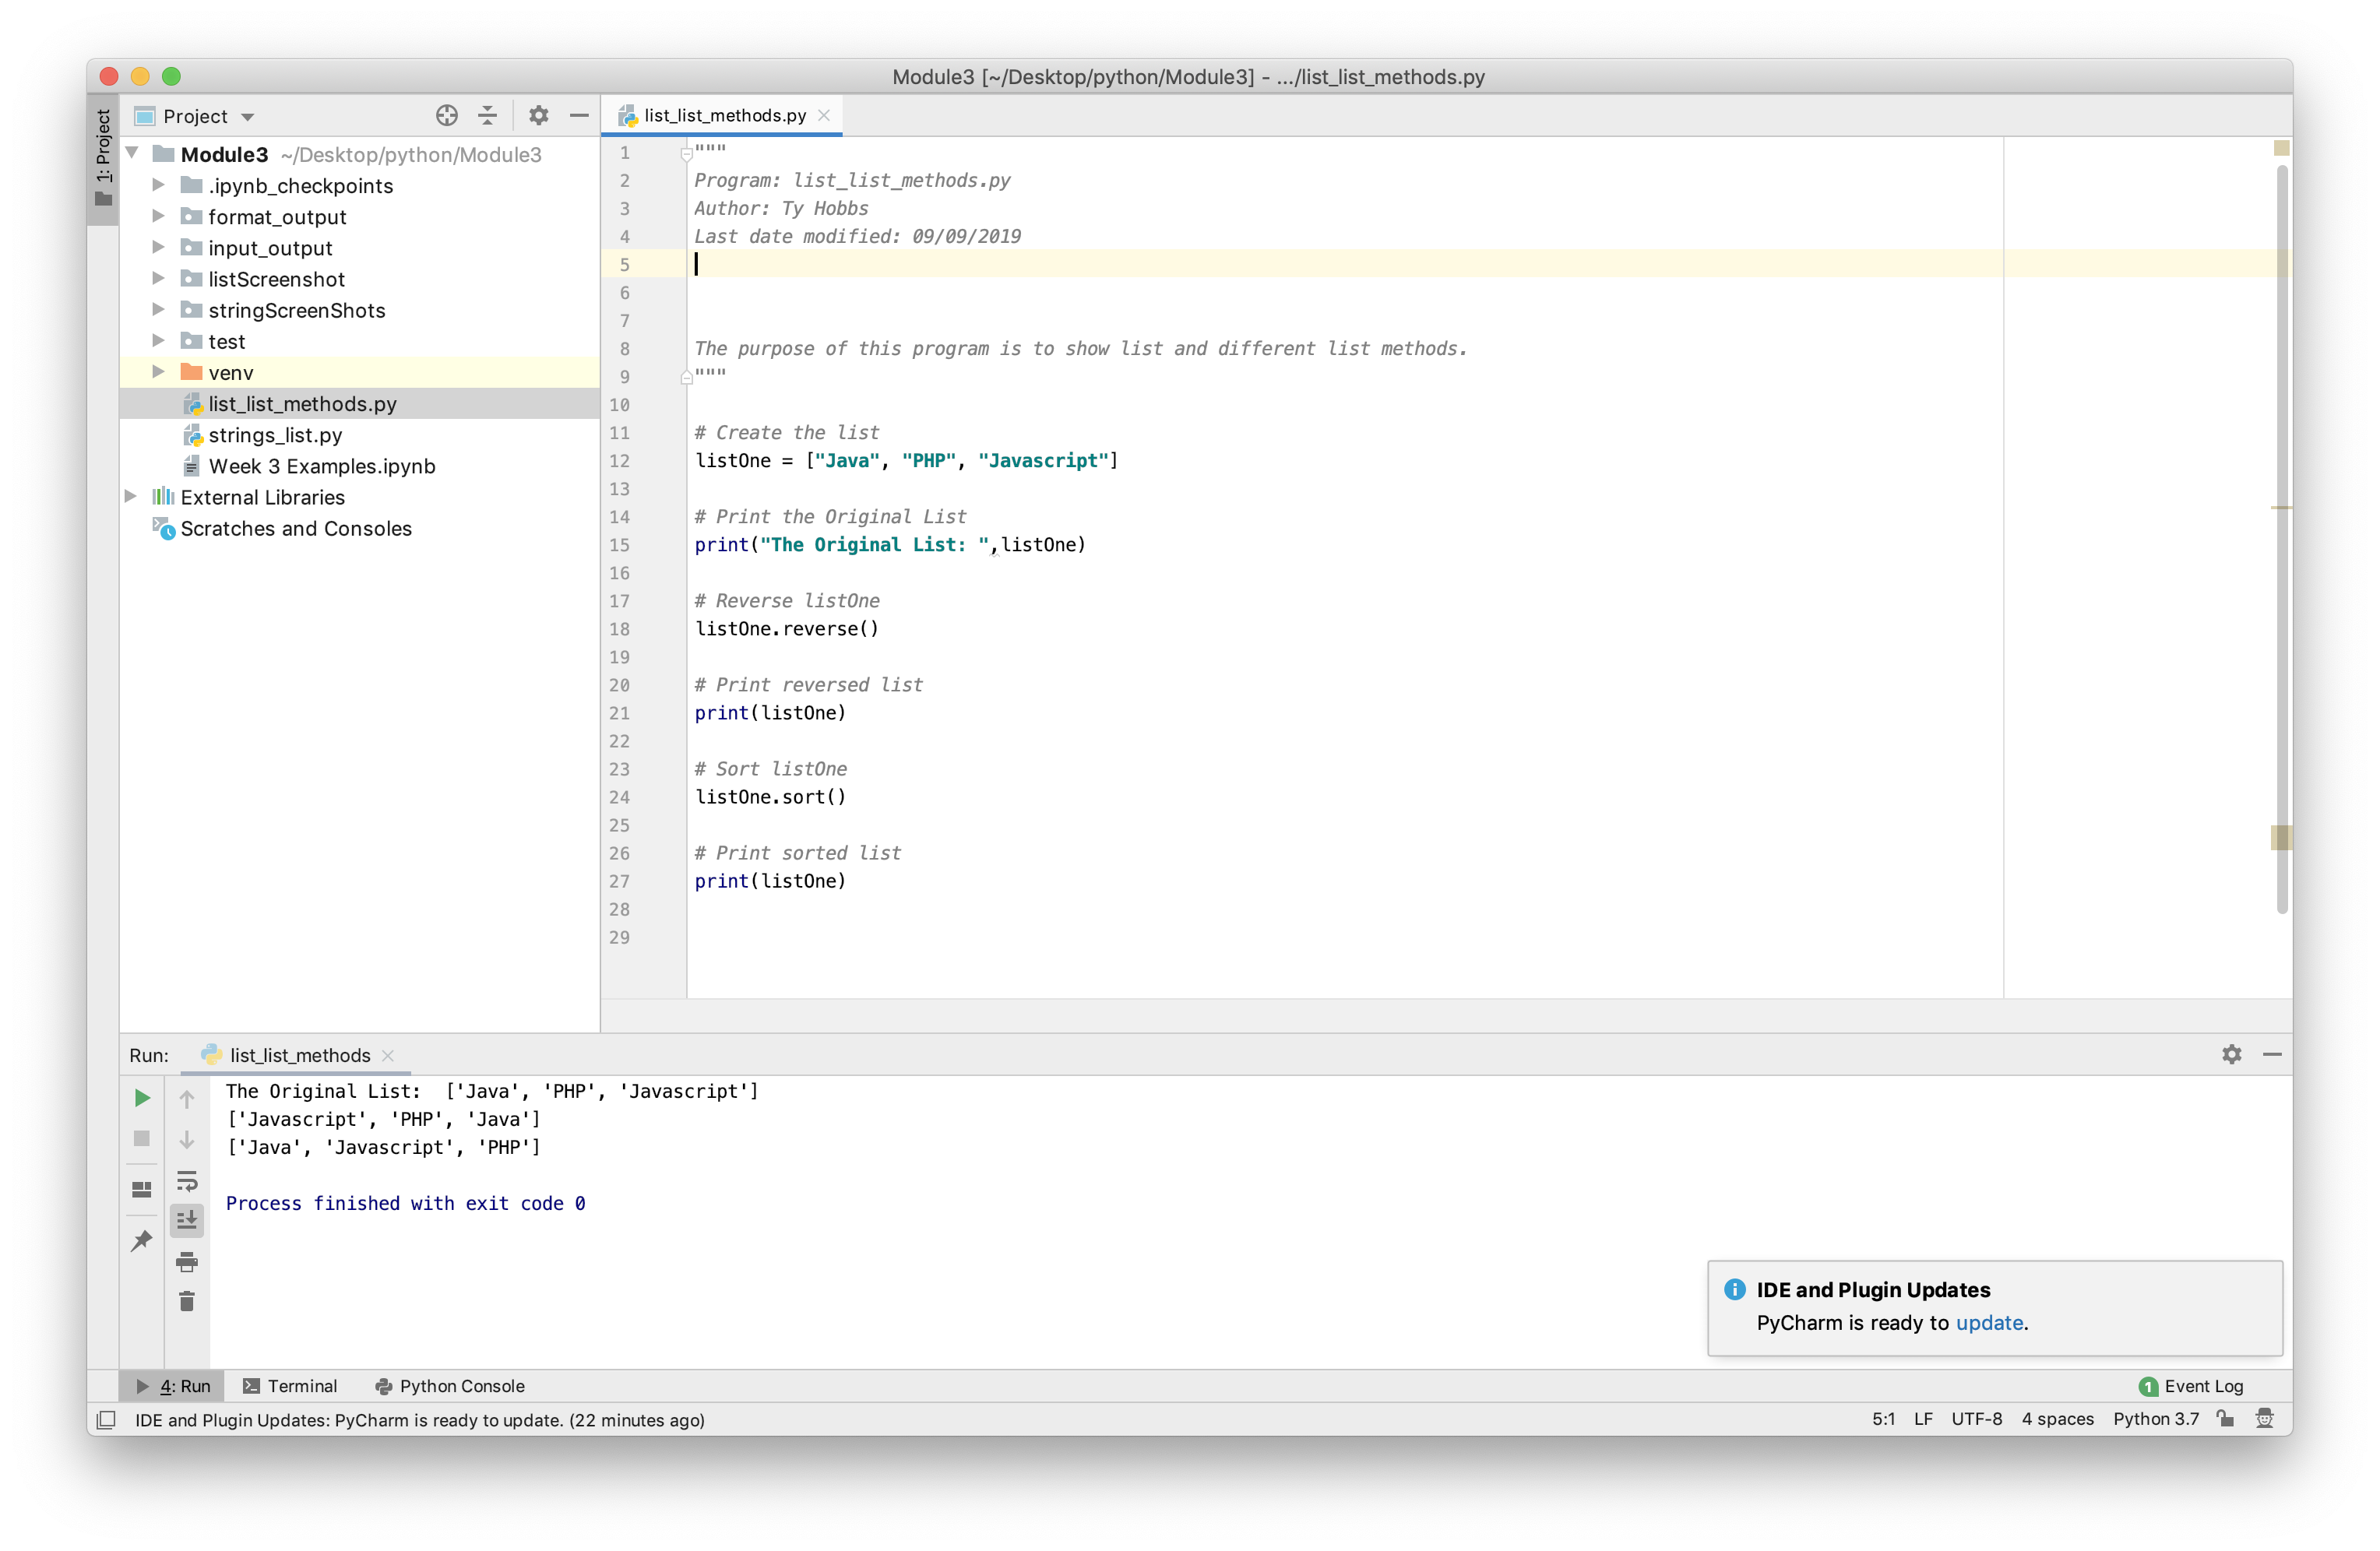 Module3 [~/Desktop/python/Module3] - .../list_list_methods.py
1: Project
Project
Module3 ~/Desktop/python/Module3
.ipynb_checkpoints
format_output
input_output
listScreenshot
stringScreenShots
test
venv
list_list_methods.py
strings_list.py
Week 3 Examples.ipynb
External Libraries
Scratches and Consoles
list_list_methods.py
1 """
2 Program: list_list_methods.py
3 Author: Ty Hobbs
4 Last date modified: 09/09/2019
5
6
7
8 The purpose of this program is to show list and different list methods.
9 """
10
11 # Create the list
12 listOne = ["Java", "PHP", "Javascript"]
13
14 # Print the Original List
15 print("The Original List: ",listOne)
16
17 # Reverse listOne
18 listOne.reverse()
19
20 # Print reversed list
21 print(listOne)
22
23 # Sort listOne
24 listOne.sort()
25
26 # Print sorted list
27 print(listOne)
28
29
Run: list_list_methods
The Original List:  ['Java', 'PHP', 'Javascript']
['Javascript', 'PHP', 'Java']
['Java', 'Javascript', 'PHP']
Process finished with exit code 0
IDE and Plugin Updates
PyCharm is ready to update.
4: Run Terminal Python Console 1 Event Log
IDE and Plugin Updates: PyCharm is ready to update. (22 minutes ago) 5:1 LF UTF-8 4 spaces Python 3.7